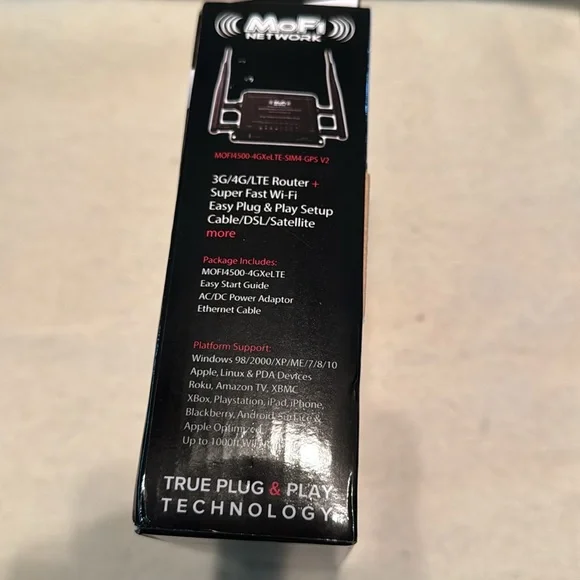 MoFi
NETWORK
MOFI4500-4GXeLTE-SIM4-GPS V2
3G/4G/LTE Router +
Super Fast Wi-Fi
Easy Plug & Play Setup
Cable/DSL/Satellite
more
Package Includes:
MOFI4500-4GXeLTE
Easy Start Guide
AC/DC Power Adaptor
Ethernet Cable
Platform Support:
Windows 98/2000/XP/ME/7/8/10
Apple, Linux & PDA Devices
Roku, Amazon TV, XBMC
XBox, Playstation, iPad, iPhone,
Blackberry, Android, Surface &
Apple Optimized
Up to 1000ft
TRUE PLUG & PLAY
TECHNOLOGY